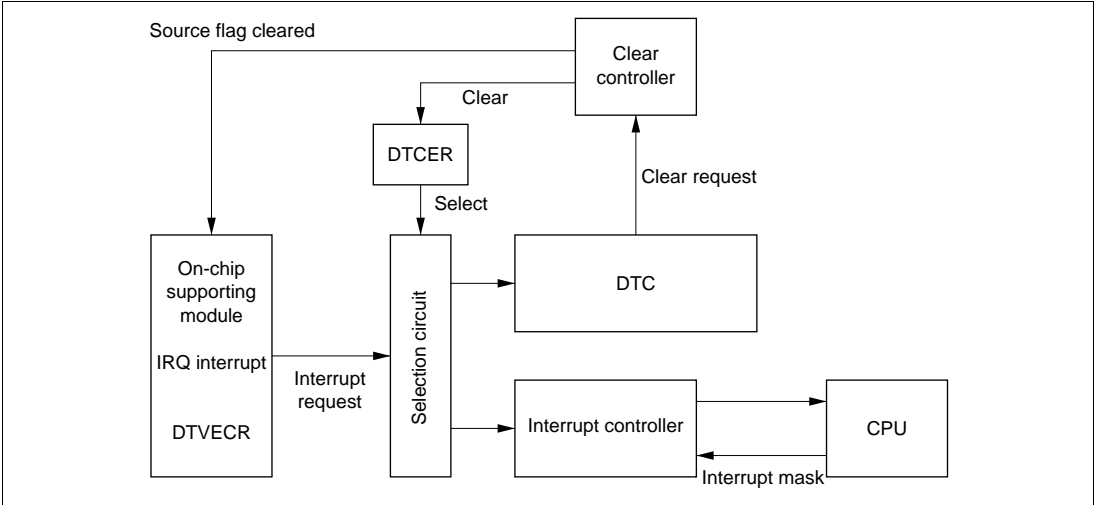 Source flag cleared
Clear
controller
Clear
DTCER
Clear request
Select
On-chip
supporting
module
IRQ interrupt
DTVECR
Interrupt
request
Selection circuit
DTC
Interrupt controller
CPU
Interrupt mask